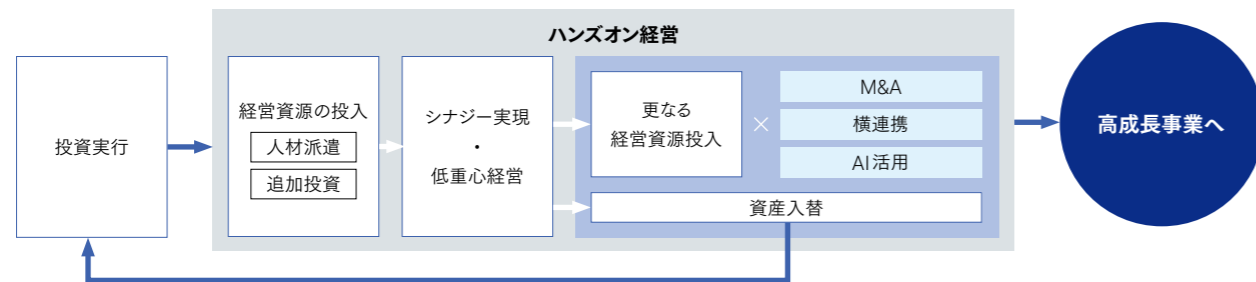 ハンズオン経営
投資実行
経営資源の投入
人材派遣
追加投資
シナジー実現
・
低重心経営
更なる
経営資源投入
×
M&A
横連携
AI活用
資産入替
高成長事業へ